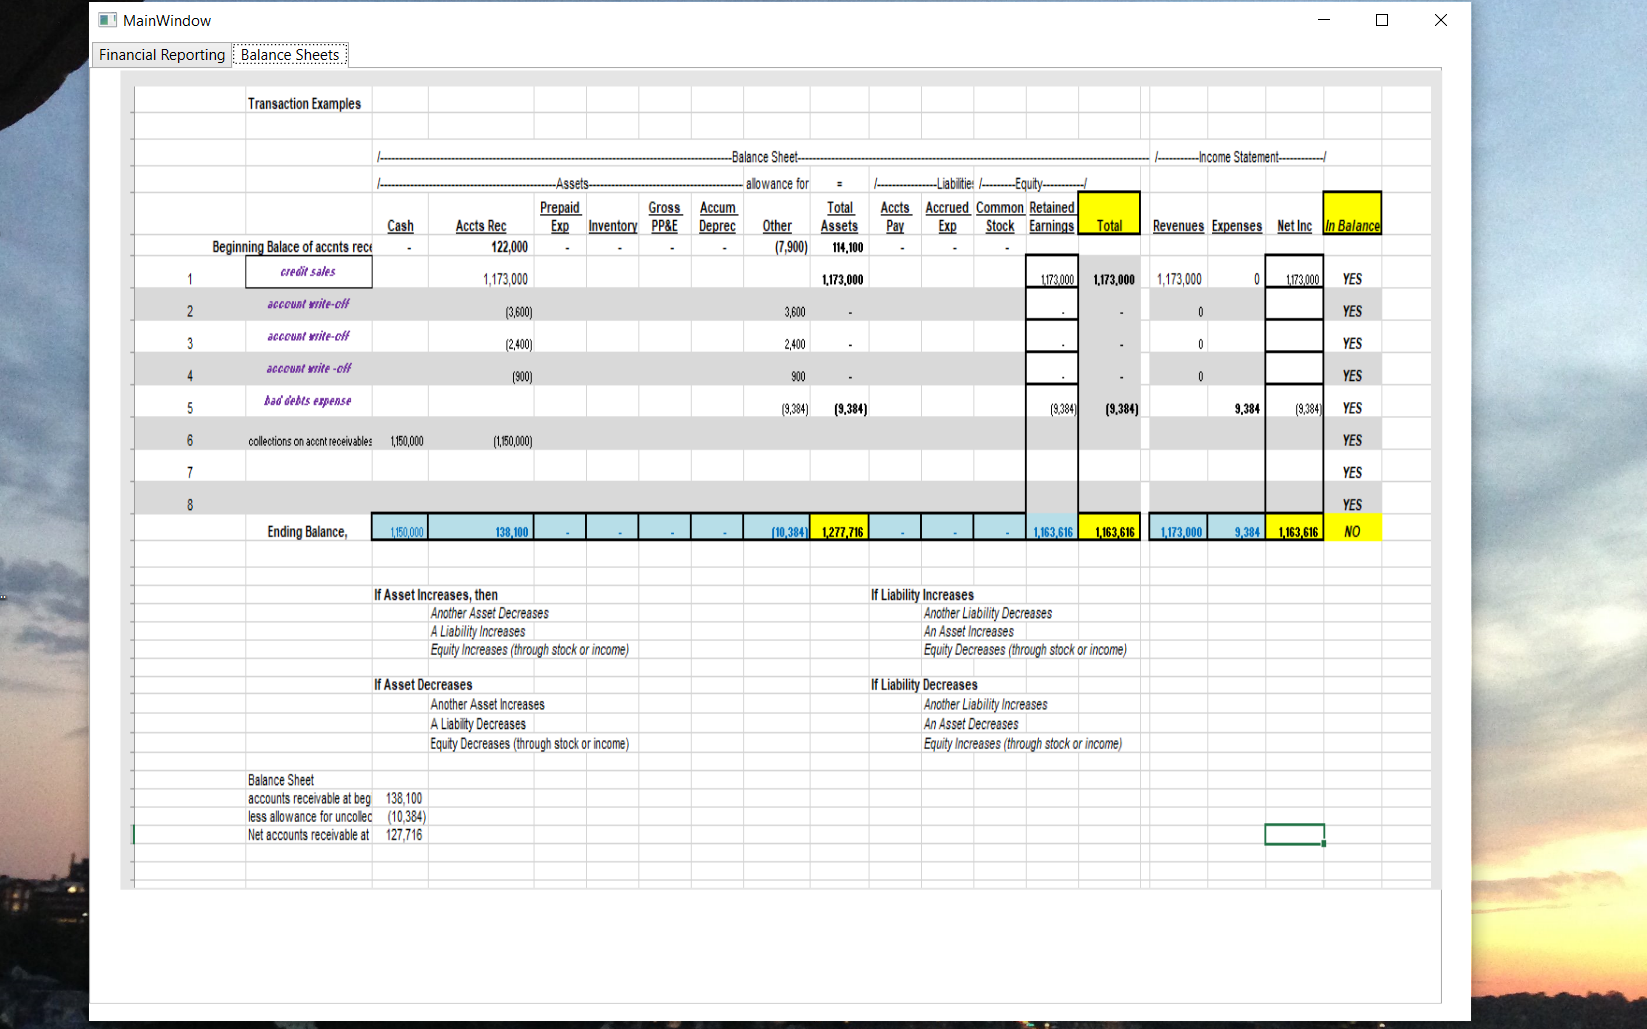 MainWindow
Financial Reporting Balance Sheets
Transaction Examples
/--------Balance Sheet--------/--------Income Statement--------/
/--------Assets-------- allowance for = /--------Liabilities /--------Equity--------/
Prepaid Gross Accum Total Accts Accrued Common Retained
Cash Accts Rec Exp Inventory PP&E Deprec Other Assets Pay Exp Stock Earnings Total Revenues Expenses Net Inc In Balance
Beginning Balace of accnts rece - 122,000 - - - - (7,900) 114,100 - - -
1 credit sales 1,173,000 1,173,000 1,173,000 1,173,000 1,173,000 0 1,173,000 YES
2 account write-off (3,600) 3,600 - - - 0 YES
3 account write-off (2,400) 2,400 - - - 0 YES
4 account write -off (900) 900 - - - 0 YES
5 bad debts expense (9,384) (9,384) (9,384) (9,384) 9,384 (9,384) YES
6 collections on accnt receivables 1,150,000 (1,150,000) YES
7 YES
8 YES
Ending Balance, 1,150,000 138,100 - - - - (10,384) 1,277,716 - - - 1,163,616 1,163,616 1,173,000 9,384 1,163,616 NO
If Asset Increases, then If Liability Increases
Another Asset Decreases Another Liability Decreases
A Liability Increases An Asset Increases
Equity Increases (through stock or income) Equity Decreases (through stock or income)
If Asset Decreases If Liability Decreases
Another Asset Increases Another Liability Increases
A Liability Decreases An Asset Decreases
Equity Decreases (through stock or income) Equity Increases (through stock or income)
Balance Sheet
accounts receivable at beg 138,100
less allowance for uncollec (10,384)
Net accounts receivable at 127,716